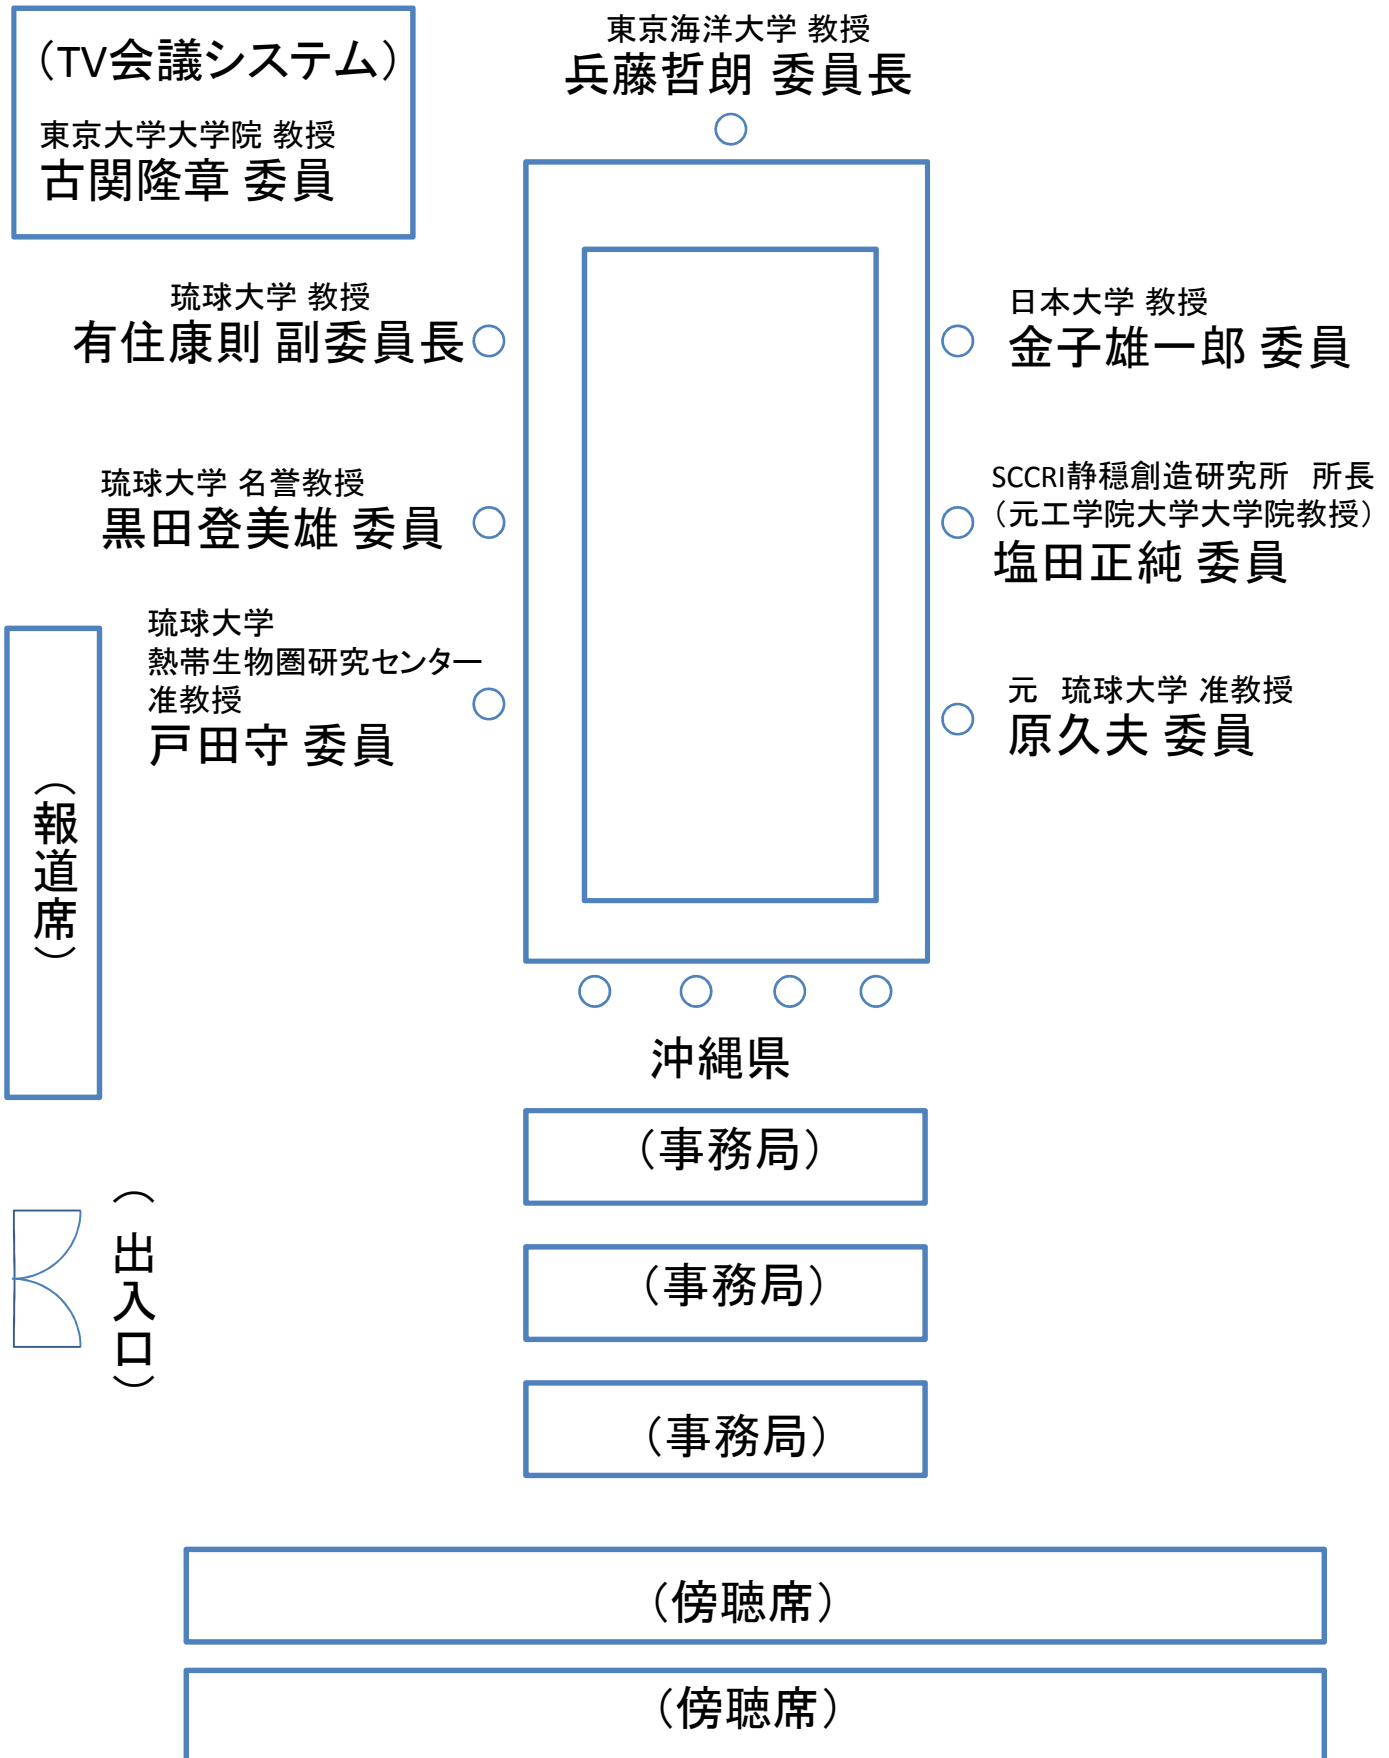 （TV会議システム）
東京大学大学院 教授
古関隆章 委員
東京海洋大学 教授
兵藤哲朗 委員長
琉球大学 教授
有住康則 副委員長
日本大学 教授
金子雄一郎 委員
琉球大学 名誉教授
黒田登美雄 委員
SCCRI静穏創造研究所　所長
（元工学院大学大学院教授）
塩田正純 委員
琉球大学
熱帯生物圏研究センター
准教授
戸田守 委員
元　琉球大学 准教授
原久夫 委員
（報道席）
沖縄県
（事務局）
（出入口）
（事務局）
（事務局）
（傍聴席）
（傍聴席）